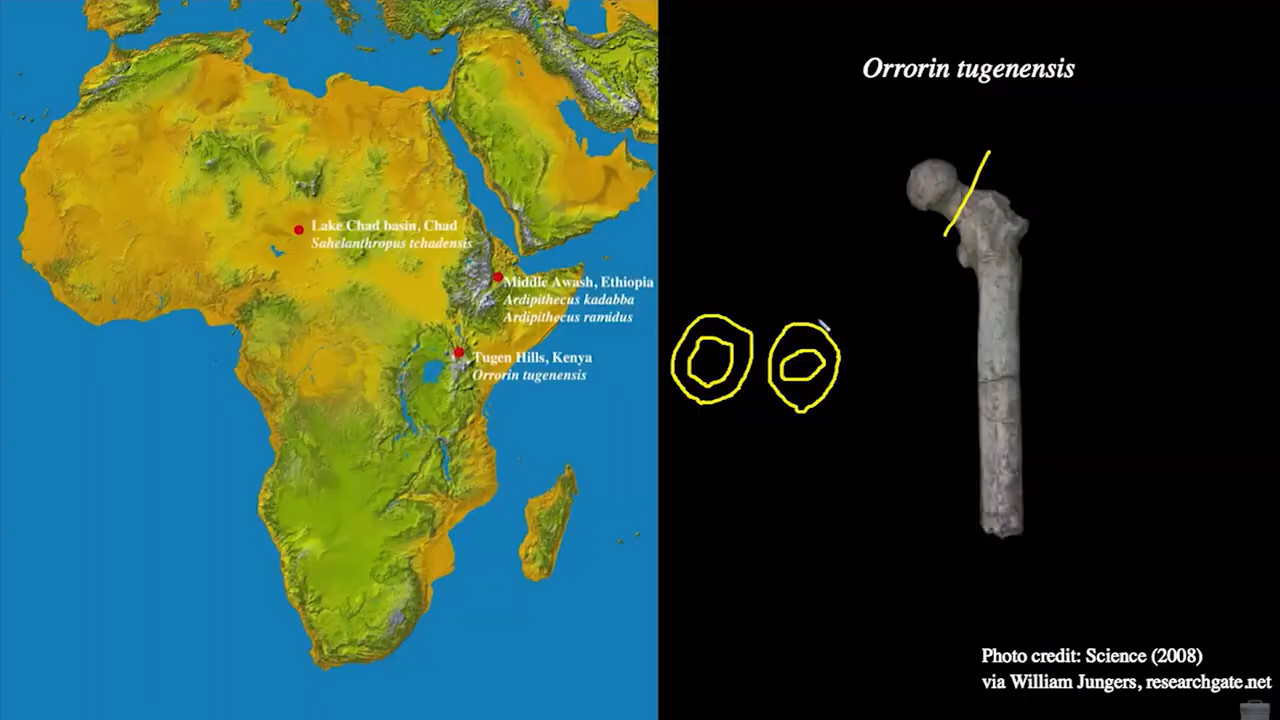 Orrorin tugenensis
Lake Chad basin, Chad
Sahelanthropus tchadensis
Middle Awash, Ethiopia
Ardipithecus kadabba
Ardipithecus ramidus
Tugen Hills, Kenya
Orrorin tugenensis
Photo credit: Science (2008)
via William Jungers, researchgate.net